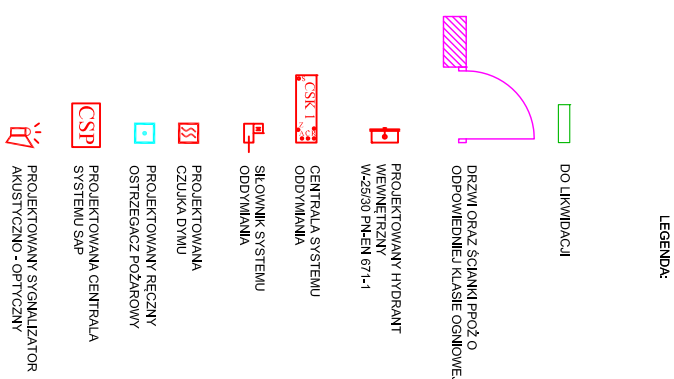 LEGENDA:
DO LIKWIDACJI
DRZWI ORAZ ŚCIANKI PPOŻ O
ODPOWIEDNIEJ KLASIE OGNIOWEJ
PROJEKTOWANY HYDRANT
WEWNĘTRZNY
W-25/30 PN-EN 671-1
CSK 1
CENTRALA SYSTEMU
ODDYMIANIA
SIŁOWNIK SYSTEMU
ODDYMIANIA
PROJEKTOWANA
CZUJKA DYMU
PROJEKTOWANY RĘCZNY
OSTRZEGACZ POŻAROWY
CSP
PROJEKTOWANA CENTRALA
SYSTEMU SAP
PROJEKTOWANY SYGNALIZATOR
AKUSTYCZNO - OPTYCZNY